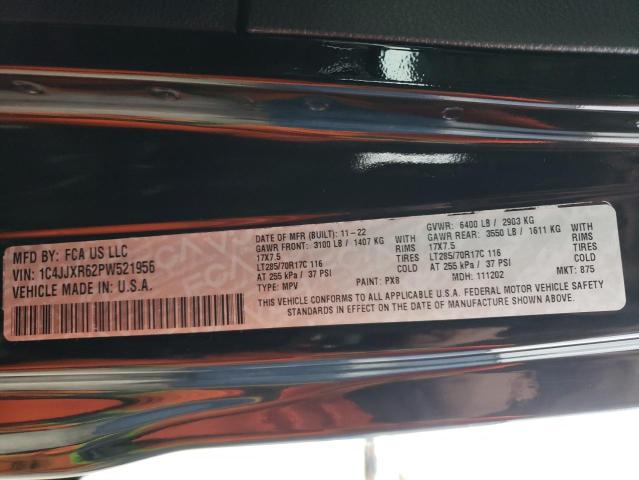 MFD BY: FCA US LLC
VIN: 1C4JJXR62PW521956
VEHICLE MADE IN: U.S.A.
DATE OF MFR (BUILT): 11-22
GAWR FRONT: 3100 LB / 1407 KG WITH
17X7.5 RIMS
LT285/70R17C 116 TIRES
AT 255 kPa / 37 PSI COLD
TYPE: MPV PAINT: PX8
GVWR: 6400 LB / 2903 KG
GAWR REAR: 3550 LB / 1611 KG WITH
17X7.5 RIMS
LT285/70R17C 116 TIRES
AT 255 kPa / 37 PSI COLD
MDH: 111202 MKT: 875
THIS VEHICLE CONFORMS TO ALL APPLICABLE U.S.A. FEDERAL MOTOR VEHICLE SAFETY
STANDARDS IN EFFECT ON THE DATE OF MANUFACTURE SHOWN ABOVE.